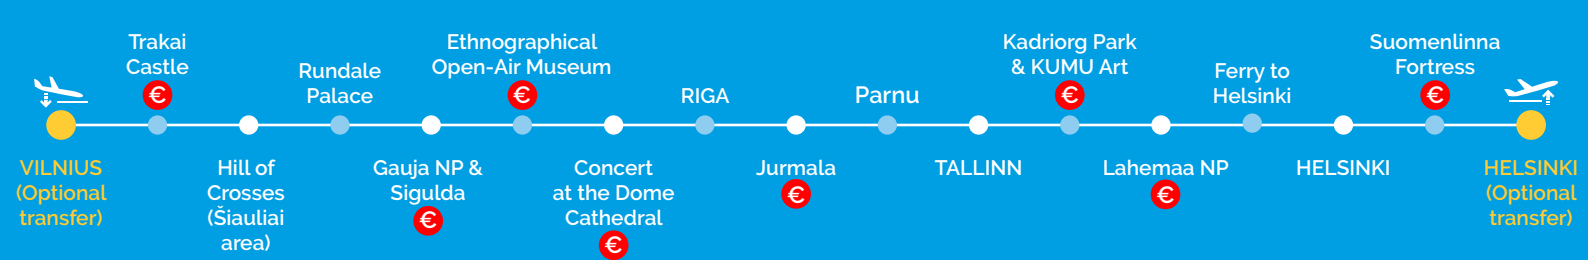 VILNIUS
(Optional
transfer)
Trakai
Castle
€
Hill of
Crosses
(Šiauliai
area)
Rundale
Palace
Gauja NP &
Sigulda
€
Ethnographical
Open-Air Museum
€
Concert
at the Dome
Cathedral
€
RIGA
Jurmala
€
Parnu
TALLINN
Kadriorg Park
& KUMU Art
€
Lahemaa NP
€
Ferry to
Helsinki
HELSINKI
Suomenlinna
Fortress
€
HELSINKI
(Optional
transfer)